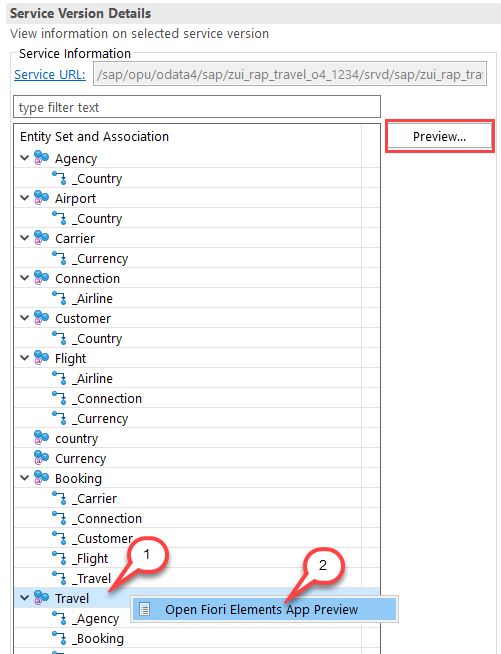 Service Version Details
View information on selected service version
Service Information
Service URL: /sap/opu/odata4/sap/zui_rap_travel_o4_1234/srvd/sap/zui_rap_tra
type filter text
Preview...
Entity Set and Association
Agency
_Country
Airport
_Country
Carrier
_Currency
Connection
_Airline
Customer
_Country
Flight
_Airline
_Connection
_Currency
country
Currency
Booking
_Carrier
_Connection
_Customer
_Flight
_Travel
1
2
Travel
Open Fiori Elements App Preview
_Agency
_Booking